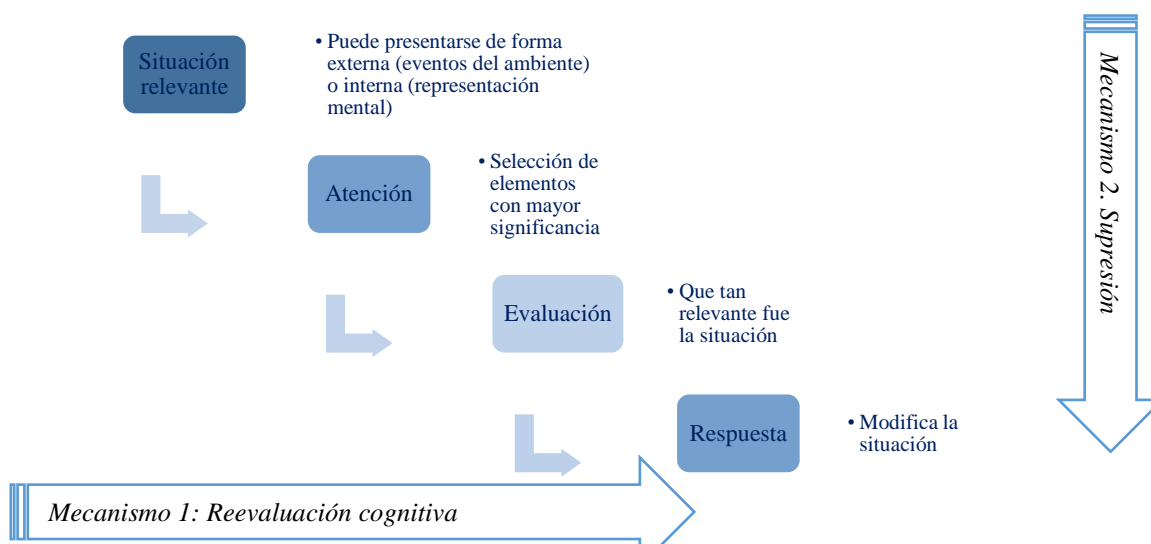 Situación
relevante
• Puede presentarse de forma
externa (eventos del ambiente)
o interna (representación
mental)
Atención
• Selección de
elementos
con mayor
significancia
Evaluación
• Que tan
relevante fue
la situación
Respuesta
• Modifica la
situación
Mecanismo 1: Reevaluación cognitiva
Mecanismo 2. Supresión